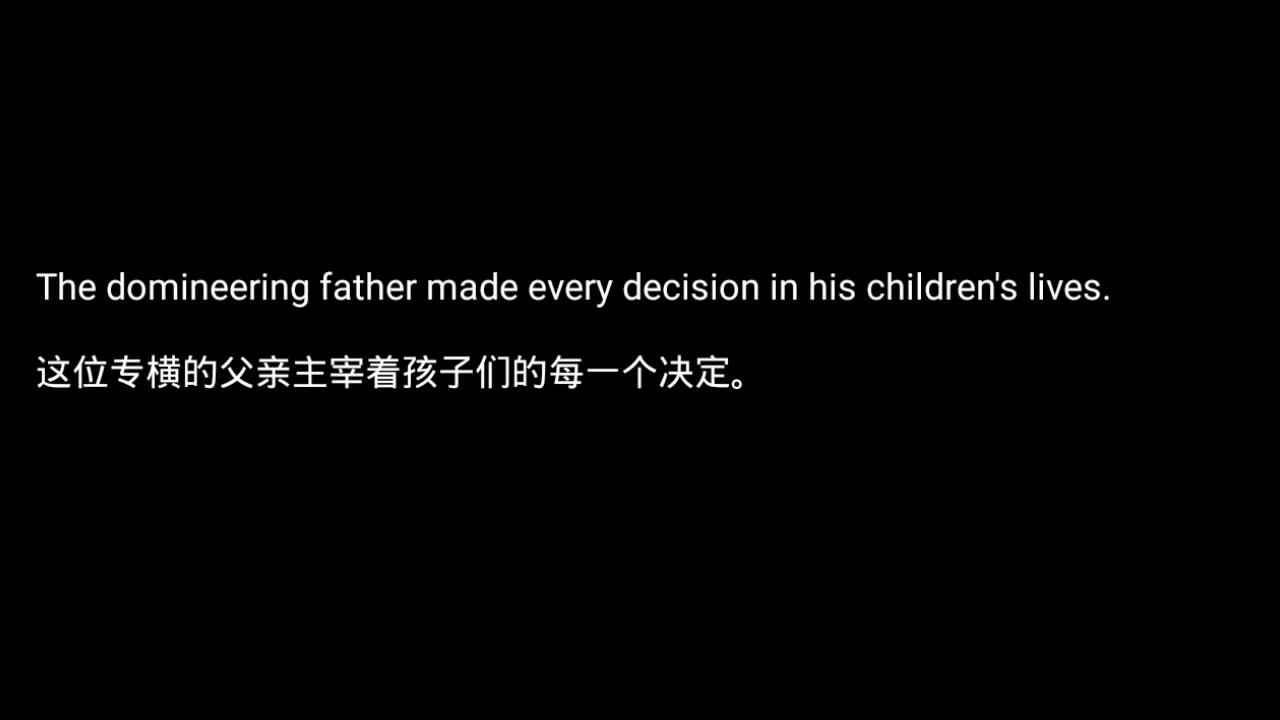 The domineering father made every decision in his children's lives.
这位专横的父亲主宰着孩子们的每一个决定。